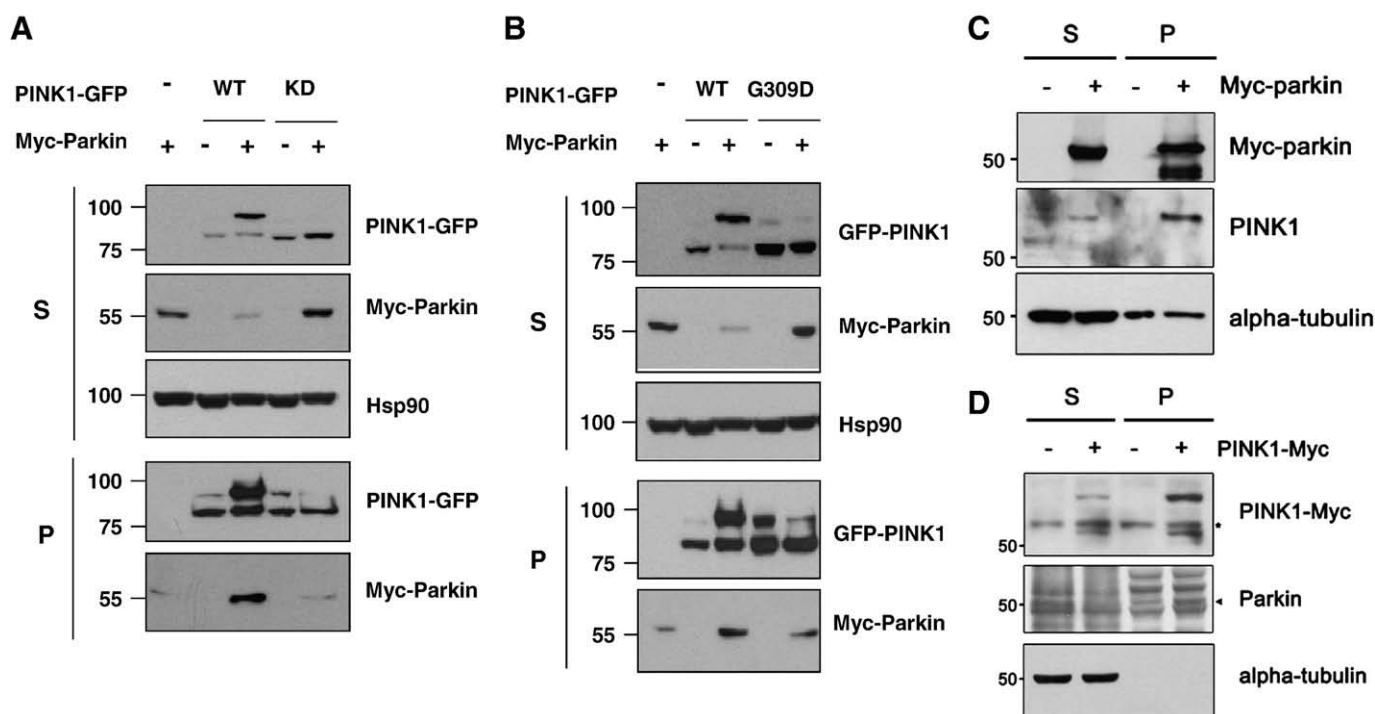 A
PINK1-GFP - WT KD
Myc-Parkin + - + - +
S
100
75
PINK1-GFP
55
Myc-Parkin
100
Hsp90
P
100
75
PINK1-GFP
55
Myc-Parkin
B
PINK1-GFP - WT G309D
Myc-Parkin + - + - +
S
100
75
GFP-PINK1
55
Myc-Parkin
100
Hsp90
P
100
75
GFP-PINK1
55
Myc-Parkin
C
S P
- + - + Myc-parkin
50
Myc-parkin
50
PINK1
50
alpha-tubulin
D
S P
- + - + PINK1-Myc
50
PINK1-Myc
*
50
Parkin
50
alpha-tubulin